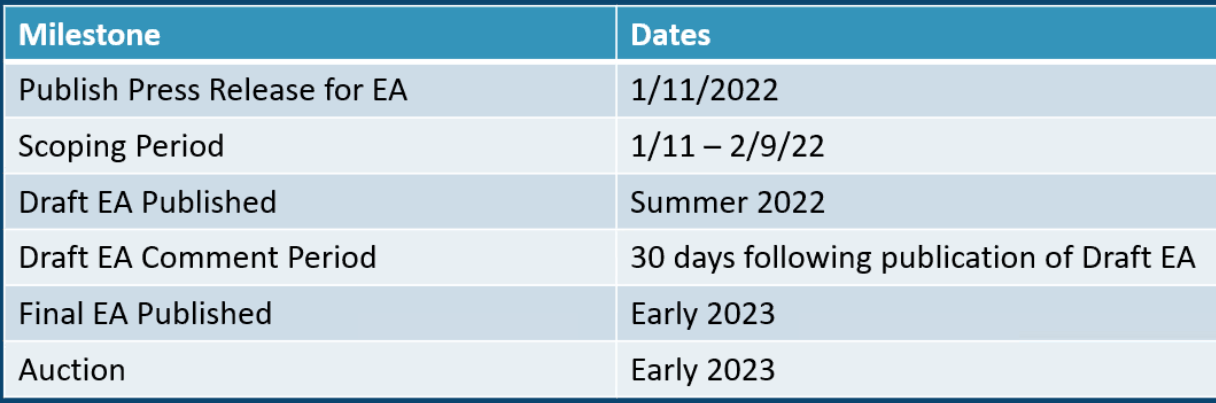 Milestone Dates
Publish Press Release for EA 1/11/2022
Scoping Period 1/11 – 2/9/22
Draft EA Published Summer 2022
Draft EA Comment Period 30 days following publication of Draft EA
Final EA Published Early 2023
Auction Early 2023